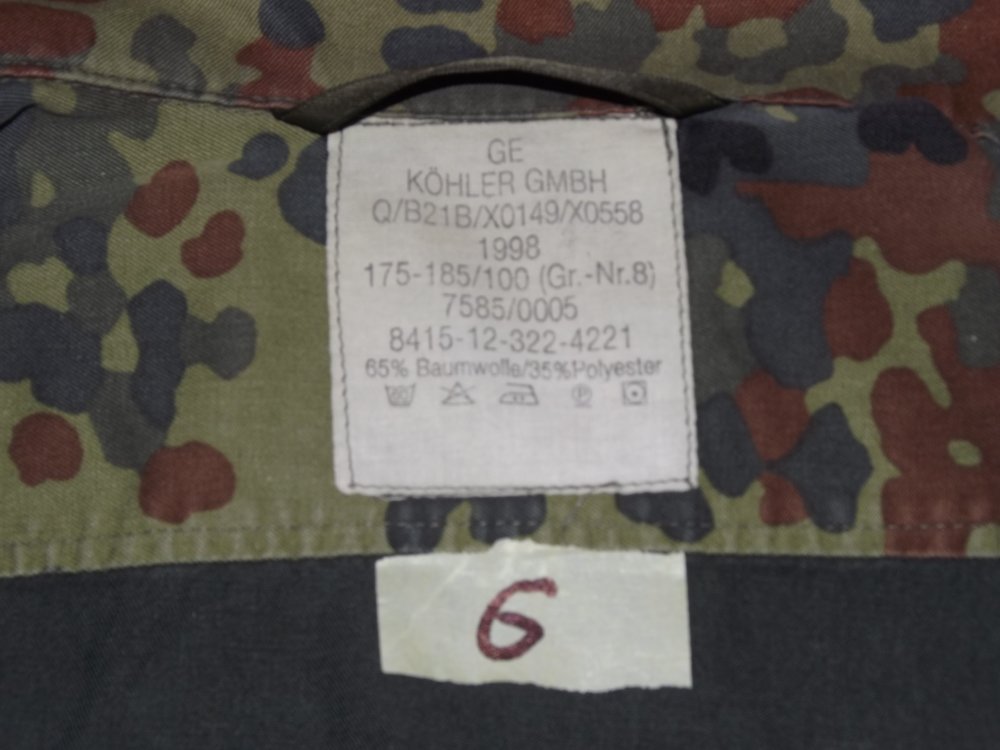 GE
KÖHLER GMBH
Q/B21B/X0149/X0558
1998
175-185/100 (Gr.-Nr.8)
7585/0005
8415-12-322-4221
65% Baumwolle/35%Polyester
6